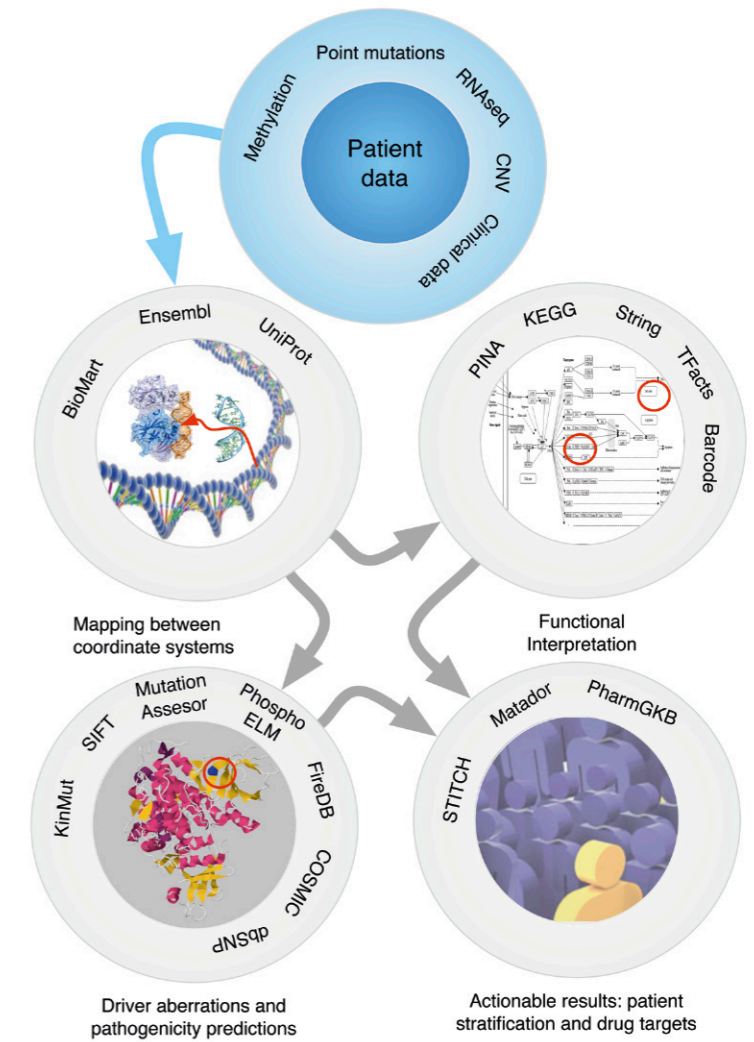 Point mutations
Methylation
RNAseq
CNV
Clinical data
Patient
data
BioMart
Ensembl
UniProt
PINA
KEGG
String
TFacts
Barcode
Mapping between
coordinate systems
Functional
Interpretation
KinMut
SIFT
Mutation
Assesor
Phospho
ELM
FireDB
COSMIC
dbSNP
STITCH
Matador
PharmGKB
Driver aberrations and
pathogenicity predictions
Actionable results: patient
stratification and drug targets